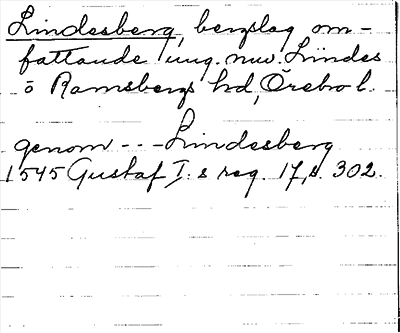 Lindesberg, bergslag om-
fattande ung. nuv. Lindes
o Ramsbergs hd, Örebro l.
genom - - - Lindesberg
1545 Gustaf I:s reg. 17, s. 302.